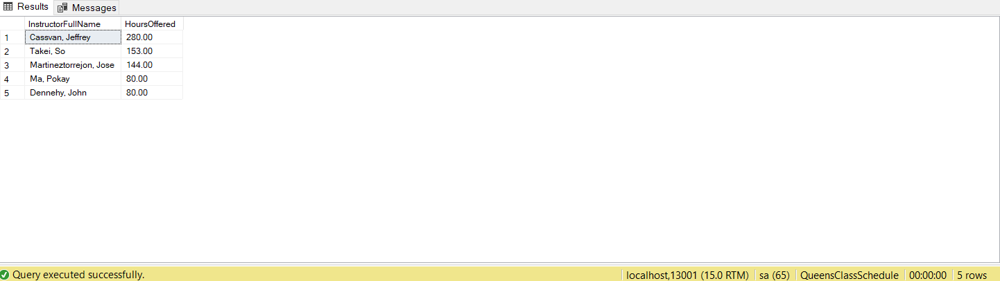 Results Messages
InstructorFullName HoursOffered
1 Cassvan, Jeffrey 280.00
2 Takei, So 153.00
3 Martineztorrejon, Jose 144.00
4 Ma, Pokay 80.00
5 Dennehy, John 80.00
Query executed successfully. localhost,13001 (15.0 RTM) sa (65) QueensClassSchedule 00:00:00 5 rows